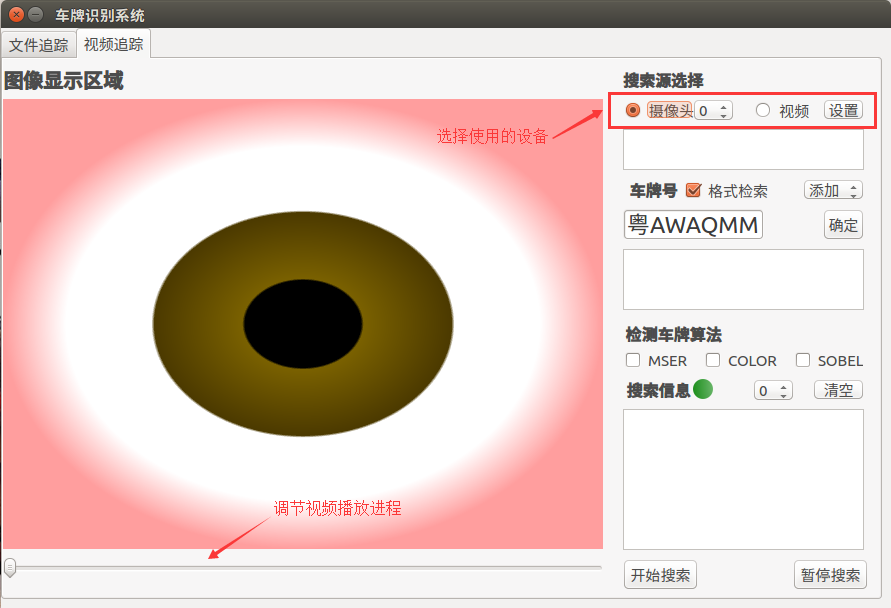 车牌识别系统
文件追踪 视频追踪
图像显示区域
搜索源选择
摄像头 0 视频 设置
选择使用的设备
车牌号 格式检索 添加
粤AWAQMM 确定
检测车牌算法
MSER COLOR SOBEL
搜索信息 0 清空
调节视频播放进程
开始搜索 暂停搜索